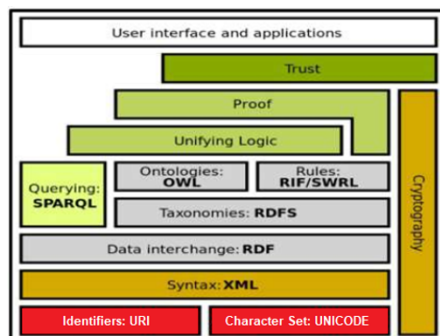 User interface and applications
Trust
Proof
Unifying Logic
Querying:
SPARQL
Ontologies:
OWL
Rules:
RIF/SWRL
Taxonomies: RDFS
Data interchange: RDF
Syntax: XML
Identifiers: URI
Character Set: UNICODE
Cryptography